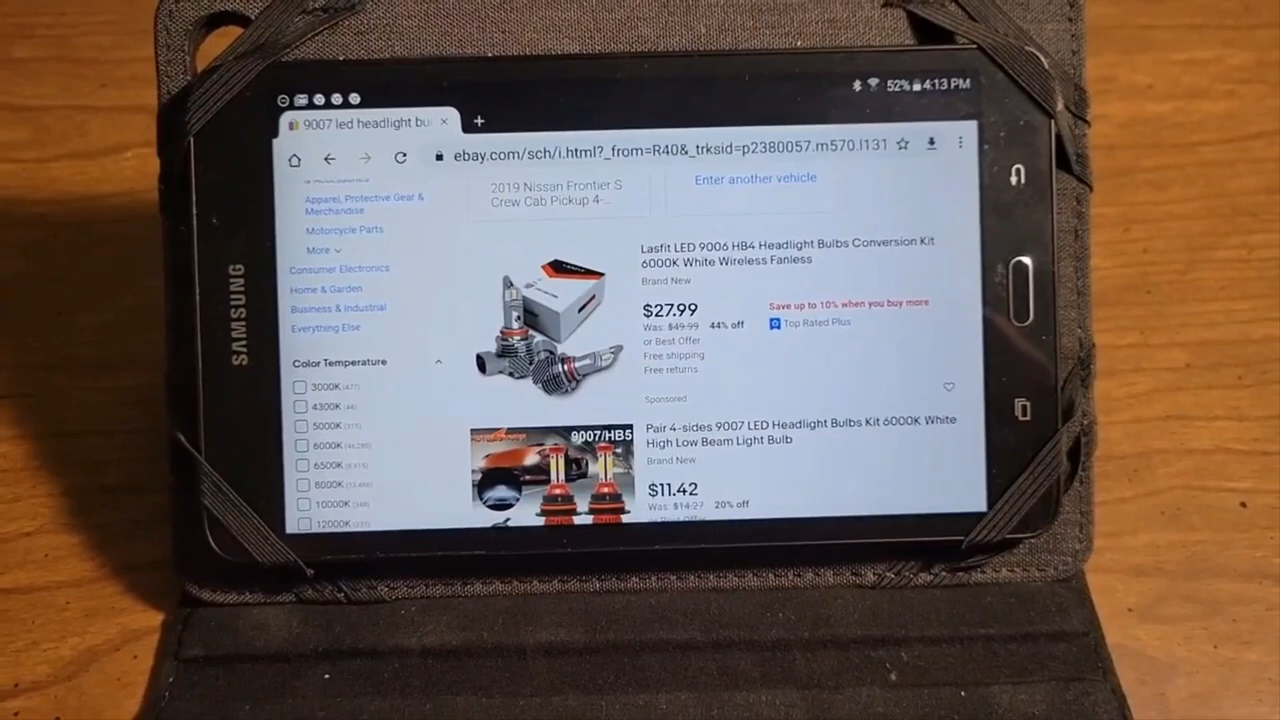 52% 4:13 PM
9007 led headlight bu
ebay.com/sch/i.html?_from=R40&_trksid=p2380057.m570.l131
SAMSUNG
Apparel, Protective Gear &
Merchandise
Motorcycle Parts
More
Consumer Electronics
Home & Garden
Business & Industrial
Everything Else
Color Temperature
3000K (477)
4300K (44)
5000K (315)
6000K
6500K
8000K
10000K
12000K
2019 Nissan Frontier S
Crew Cab Pickup 4-...
Enter another vehicle
Lasfit LED 9006 HB4 Headlight Bulbs Conversion Kit
6000K White Wireless Fanless
Brand New
$27.99
Was: $49.99 44% off
or Best Offer
Free shipping
Free returns
Save up to 10% when you buy more
Top Rated Plus
Sponsored
9007/HB5
Pair 4-sides 9007 LED Headlight Bulbs Kit 6000K White
High Low Beam Light Bulb
Brand New
$11.42
Was: $14.27 20% off
or Best Offer